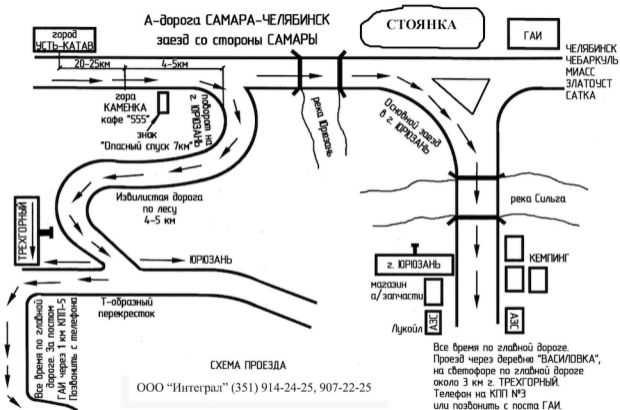 А-дорога САМАРА-ЧЕЛЯБИНСК
заезд со стороны САМАРЫ
СТОЯНКА
ГАИ
город
УСТЬ-КАТАВ
20-25км
4-5км
ЧЕЛЯБИНСК
ЧЕБАРКУЛЬ
МИАСС
ЗЛАТОУСТ
САТКА
гора
КАМЕНКА
кафе "555"
знак
"Опасный спуск 7км"
поворот на
г. ЮРЮЗАНЬ
река Юрюзань
Основной заезд
в г. ЮРЮЗАНЬ
Извилистая дорога
по лесу
4-5 км
река Сильга
ТРЕХГОРНЫЙ
ЮРЮЗАНЬ
г. ЮРЮЗАНЬ
КЕМПИНГ
магазин
а/запчасти
Т-образный
перекресток
Лукойл
АЗС
АЗС
Все время по главной
дороге. За постом
ГАИ через 1 км КПП-5
Позвонить с телефона
СХЕМА ПРОЕЗДА
ООО “Интеграл” (351) 914-24-25, 907-22-25
Все время по главной дороге.
Проезд через деревню "ВАСИЛОВКА",
на светофоре по главной дороге
около 3 км г. ТРЕХГОРНЫЙ.
Телефон на КПП №3
или позвонить с поста ГАИ.